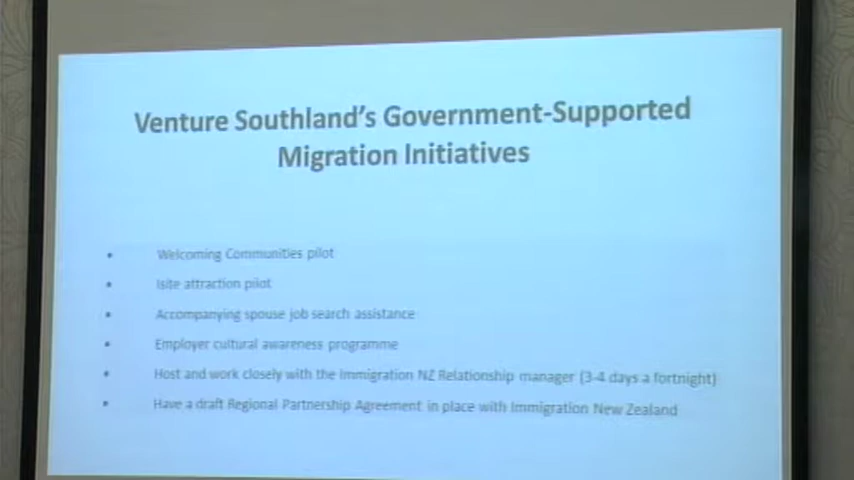 Venture Southland's Government-Supported
Migration Initiatives
• Welcoming Communities pilot
• Isite attraction pilot
• Accompanying spouse job search assistance
• Employer cultural awareness programme
• Host and work closely with the Immigration NZ Relationship manager (3-4 days a fortnight)
• Have a draft Regional Partnership Agreement in place with Immigration New Zealand